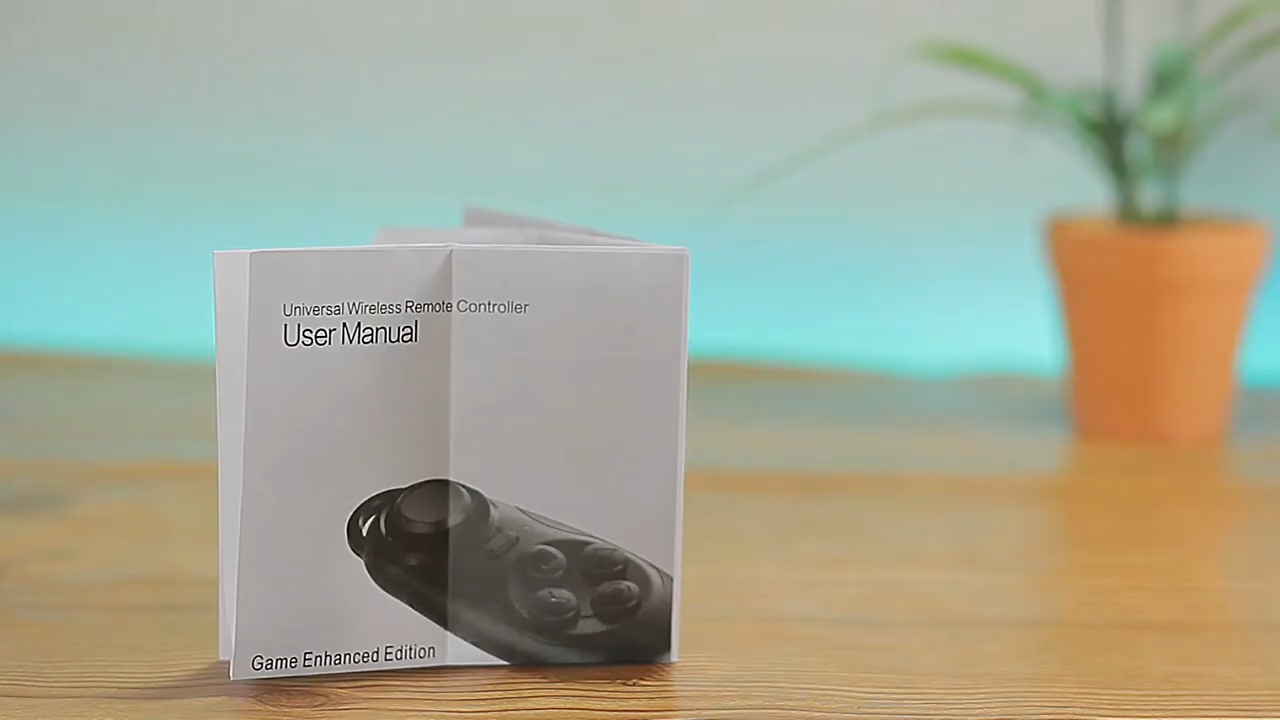 Universal Wireless Remote Controller
User Manual
Game Enhanced Edition